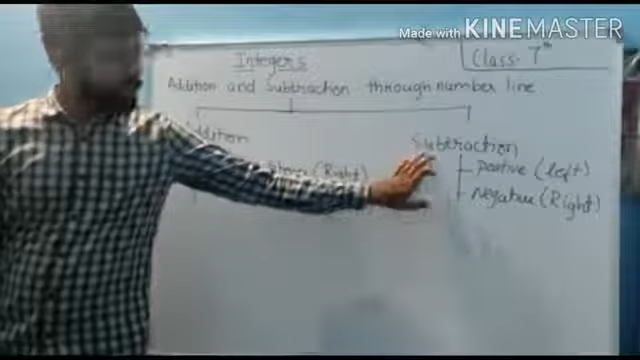 Made with KINEMASTER
Integers
Class- 7th
Addition and Subtraction through number line
Addition
Subtraction
(Right)
positive (left)
negative (Right)